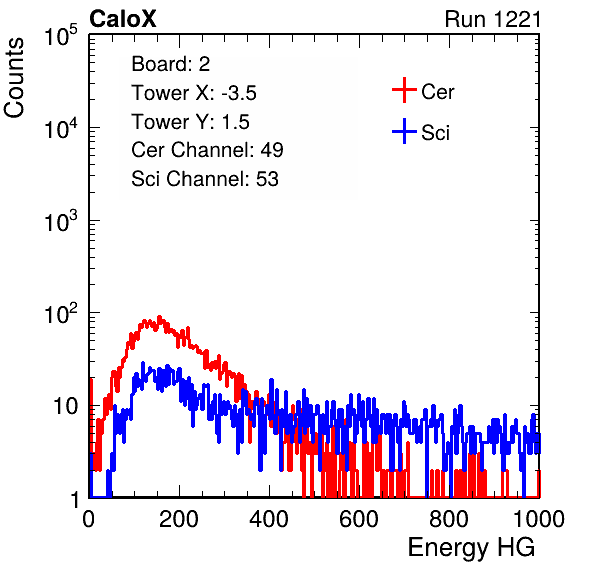 CaloX Run 1221
Counts
Board: 2
Tower X: -3.5
Tower Y: 1.5
Cer Channel: 49
Sci Channel: 53
Cer
Sci
10^5
10^4
10^3
10^2
10
1
0 200 400 600 800 1000
Energy HG